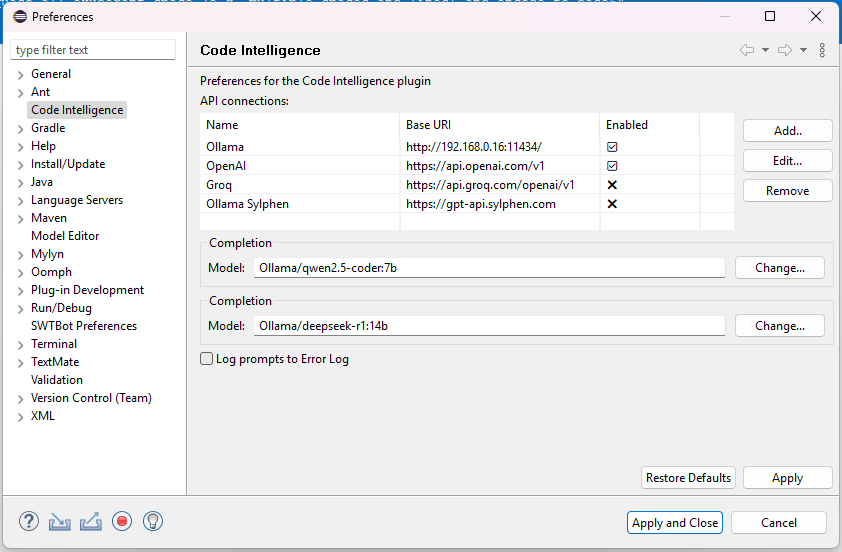 Preferences
type filter text
General
Ant
Code Intelligence
Gradle
Help
Install/Update
Java
Language Servers
Maven
Model Editor
Mylyn
Oomph
Plug-in Development
Run/Debug
SWTBot Preferences
Terminal
TextMate
Validation
Version Control (Team)
XML
Code Intelligence
Preferences for the Code Intelligence plugin
API connections:
Name Base URI Enabled
Ollama http://192.168.0.16:11434/
OpenAI https://api.openai.com/v1
Groq https://api.groq.com/openai/v1
Ollama Sylphen https://gpt-api.sylphen.com
Add..
Edit...
Remove
Completion
Model: Ollama/qwen2.5-coder:7b Change...
Completion
Model: Ollama/deepseek-r1:14b Change...
Log prompts to Error Log
Restore Defaults Apply
? Apply and Close Cancel